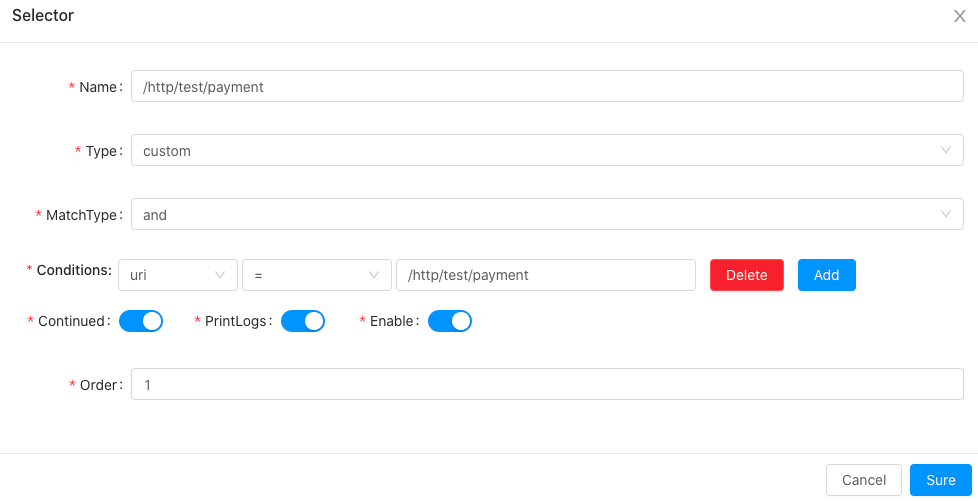 Selector
* Name: /http/test/payment
* Type: custom
* MatchType: and
* Conditions: uri = /http/test/payment Delete Add
* Continued: * PrintLogs: * Enable:
* Order: 1
Cancel Sure